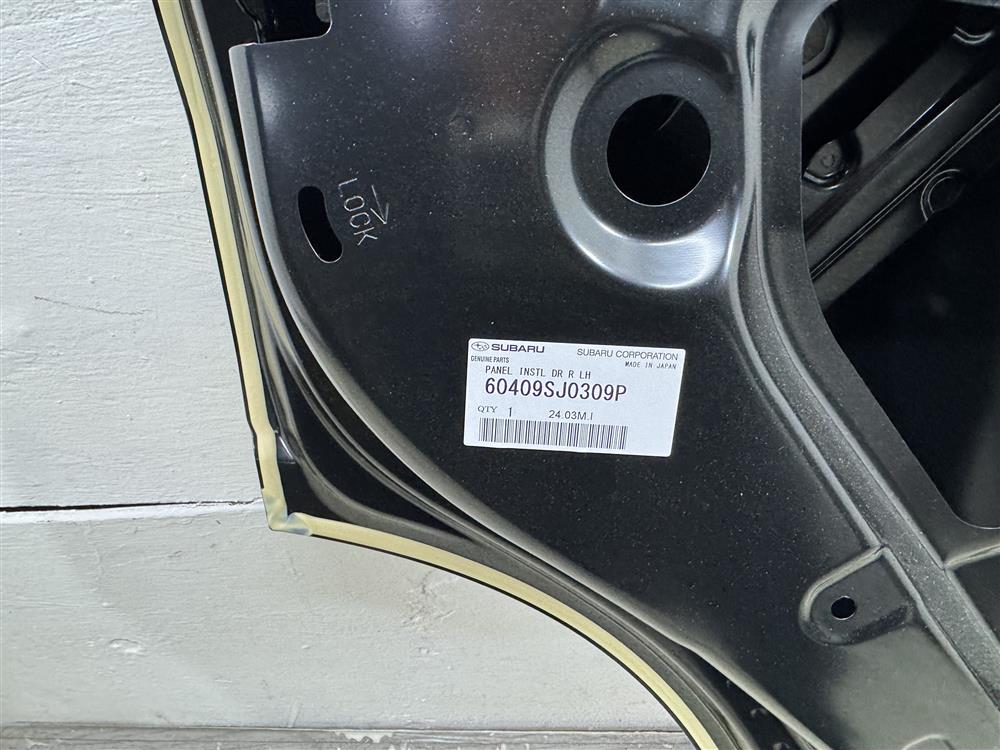 LOCK
SUBARU
SUBARU CORPORATION
GENUINE PARTS
MADE IN JAPAN
PANEL INSTL DR R LH
60409SJ0309P
QTY 1 24.03M.I